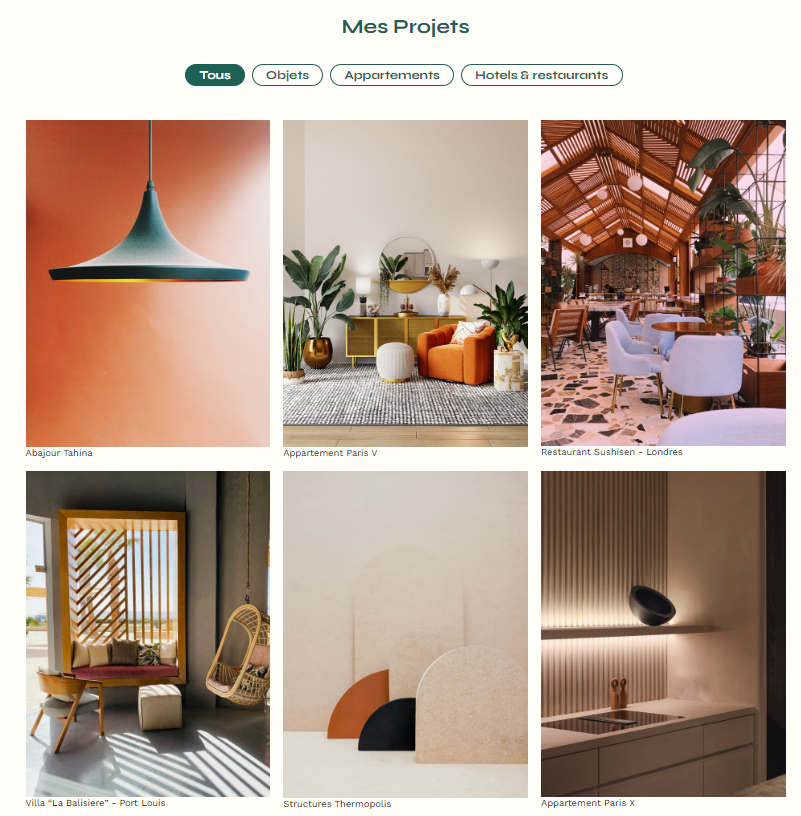 Mes Projets
Tous
Objets
Appartements
Hotels & restaurants
Abajour Tahina
Appartement Paris V
Restaurant Sushisen - Londres
Villa “La Balisiere” - Port Louis
Structures Thermopolis
Appartement Paris X